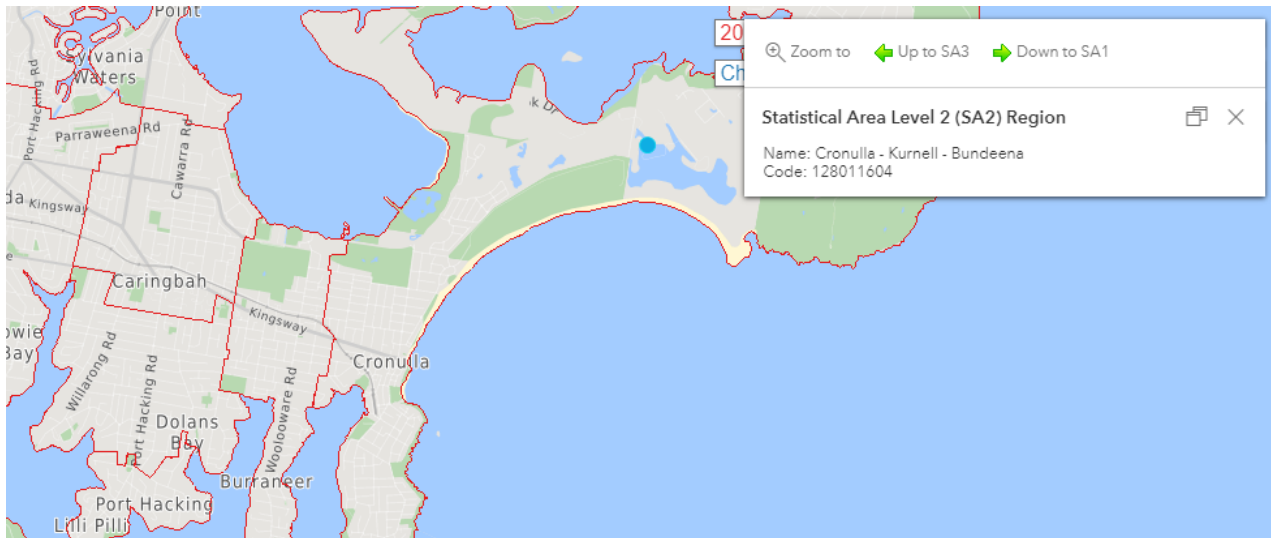 Point
Sylvania
Waters
Port Hacking Rd
Parraweena Rd
Cawarra Rd
da
Kingsway
e
Caringbah
Kingsway
owie
Bay
Willarong Rd
Port Hacking Rd
Cronulla
Dolans
Bay
Woolooware Rd
Burraneer
Port Hacking
Lilli Pilli
k Dr
20
Ch
Zoom to
Up to SA3
Down to SA1
Statistical Area Level 2 (SA2) Region
Name: Cronulla - Kurnell - Bundeena
Code: 128011604